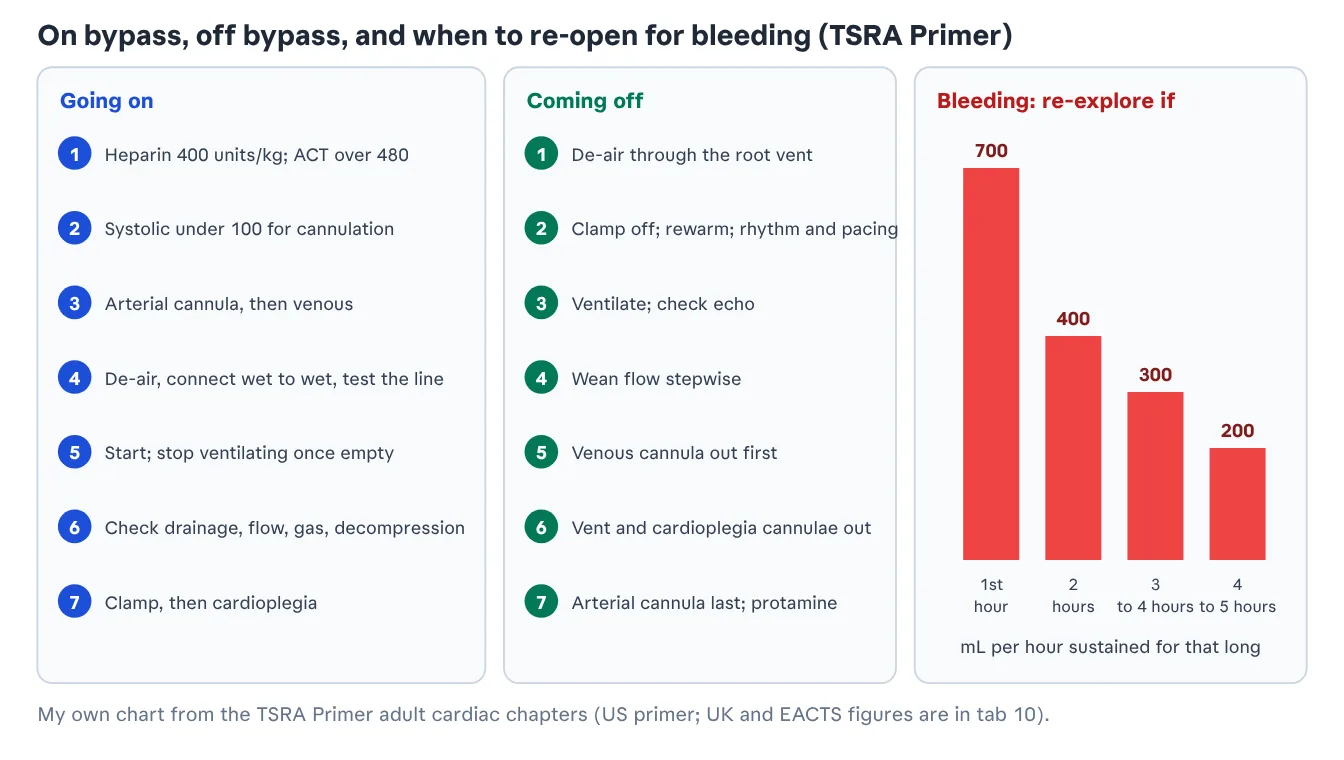 On bypass, off bypass, and when to re-open for bleeding (TSRA Primer)
Going on
1 Heparin 400 units/kg; ACT over 480
2 Systolic under 100 for cannulation
3 Arterial cannula, then venous
4 De-air, connect wet to wet, test the line
5 Start; stop ventilating once empty
6 Check drainage, flow, gas, decompression
7 Clamp, then cardioplegia
Coming off
1 De-air through the root vent
2 Clamp off; rewarm; rhythm and pacing
3 Ventilate; check echo
4 Wean flow stepwise
5 Venous cannula out first
6 Vent and cardioplegia cannulae out
7 Arterial cannula last; protamine
Bleeding: re-explore if
700
400
300
200
1st
hour
2
hours
3
to 4 hours
4
to 5 hours
mL per hour sustained for that long
My own chart from the TSRA Primer adult cardiac chapters (US primer; UK and EACTS figures are in tab 10).